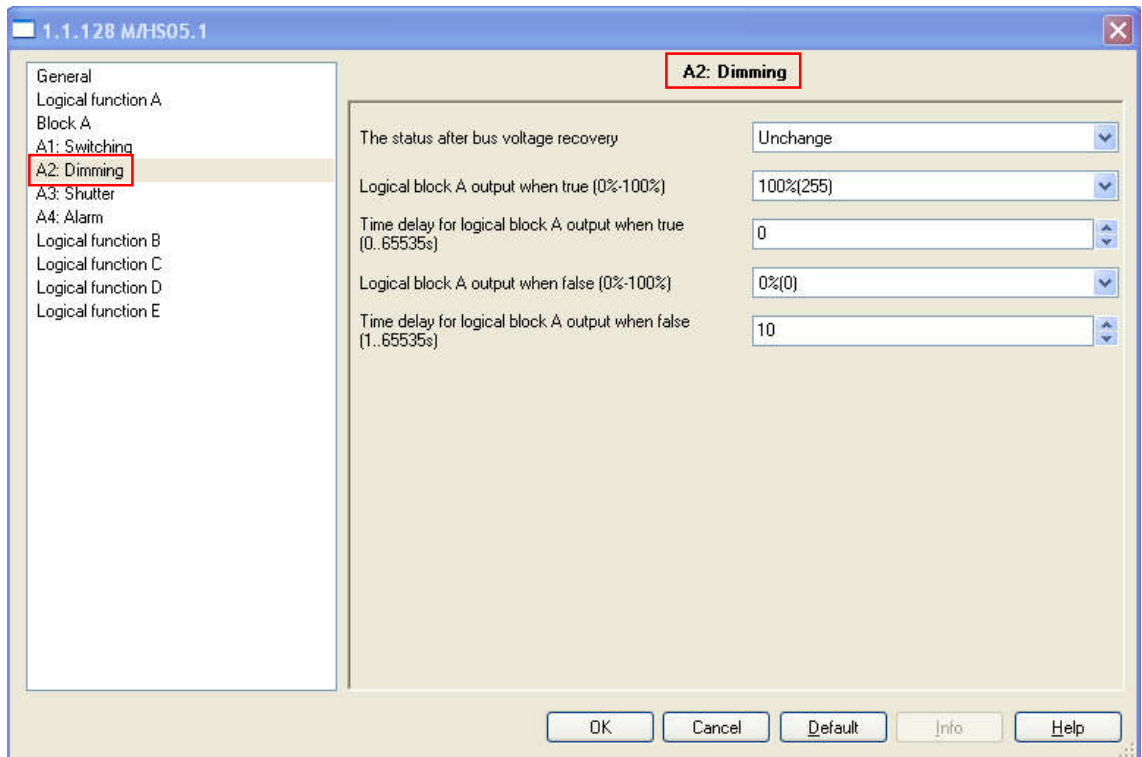 1.1.128 M/HS05.1
General
Logical function A
Block A
A1: Switching
A2: Dimming
A3: Shutter
A4: Alarm
Logical function B
Logical function C
Logical function D
Logical function E
A2: Dimming
The status after bus voltage recovery
Unchange
Logical block A output when true (0%-100%)
100%(255)
Time delay for logical block A output when true
(0..65535s)
0
Logical block A output when false (0%-100%)
0%(0)
Time delay for logical block A output when false
(1..65535s)
10
OK
Cancel
Default
Info
Help